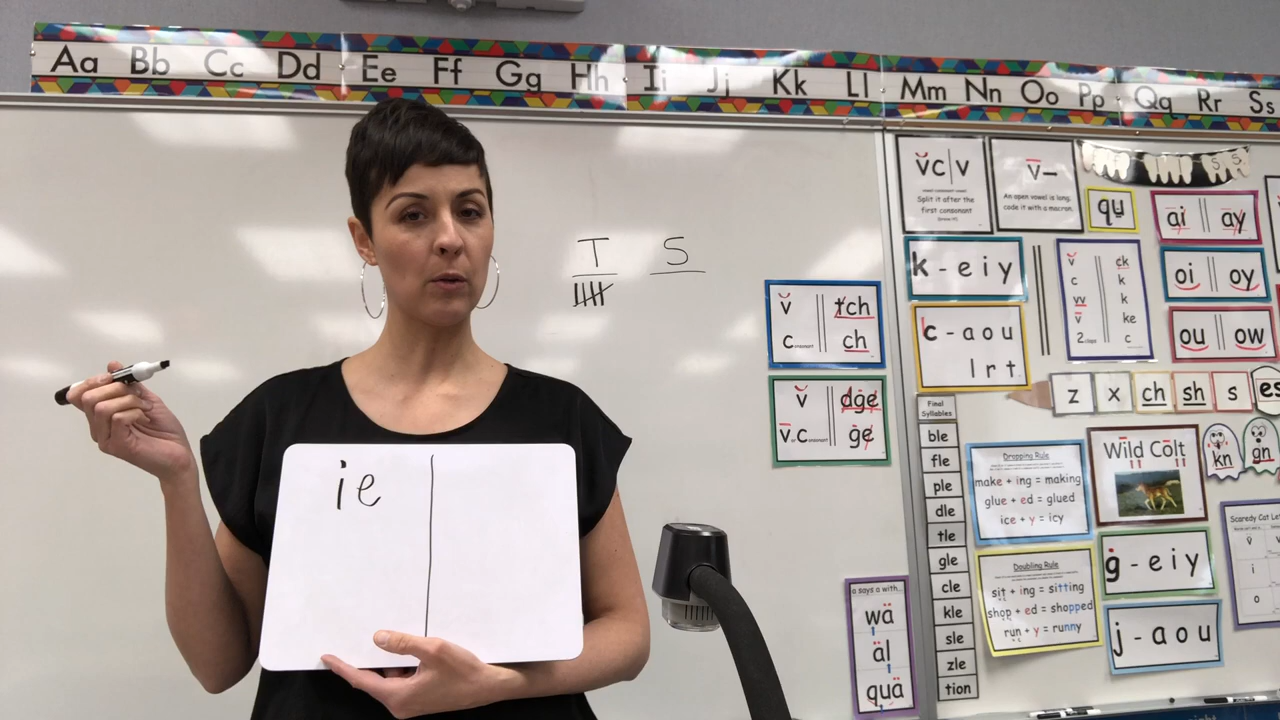 Aa Bb Cc Dd Ee Ff Gg Hh Ii Jj Kk Ll Mm Nn Oo Pp Qq Rr Ss
ie
T S
v̆ tch
consonant ch
v̆ dge
v̄ or consonant ge
a says ä with...
wä
äl
quä
v̆c|v
Split it after the
first consonant
v̄–
An open vowel is long,
code it with a macron.
qu
S S
ai ay
k - e i y
v̆ ck
c k
vv k
v̄ ke
2 c
oi oy
c - a o u
l r t
ou ow
z x ch sh s es
Final
Syllables
ble
fle
ple
dle
tle
gle
cle
kle
sle
zle
tion
Dropping Rule
make + ing = making
glue + ed = glued
ice + y = icy
Wild Colt
kn gn
Doubling Rule
sit + ing = sitting
shop + ed = shopped
run + y = runny
g - e i y
j - a o u
Scaredy Cat
v̆
i
o